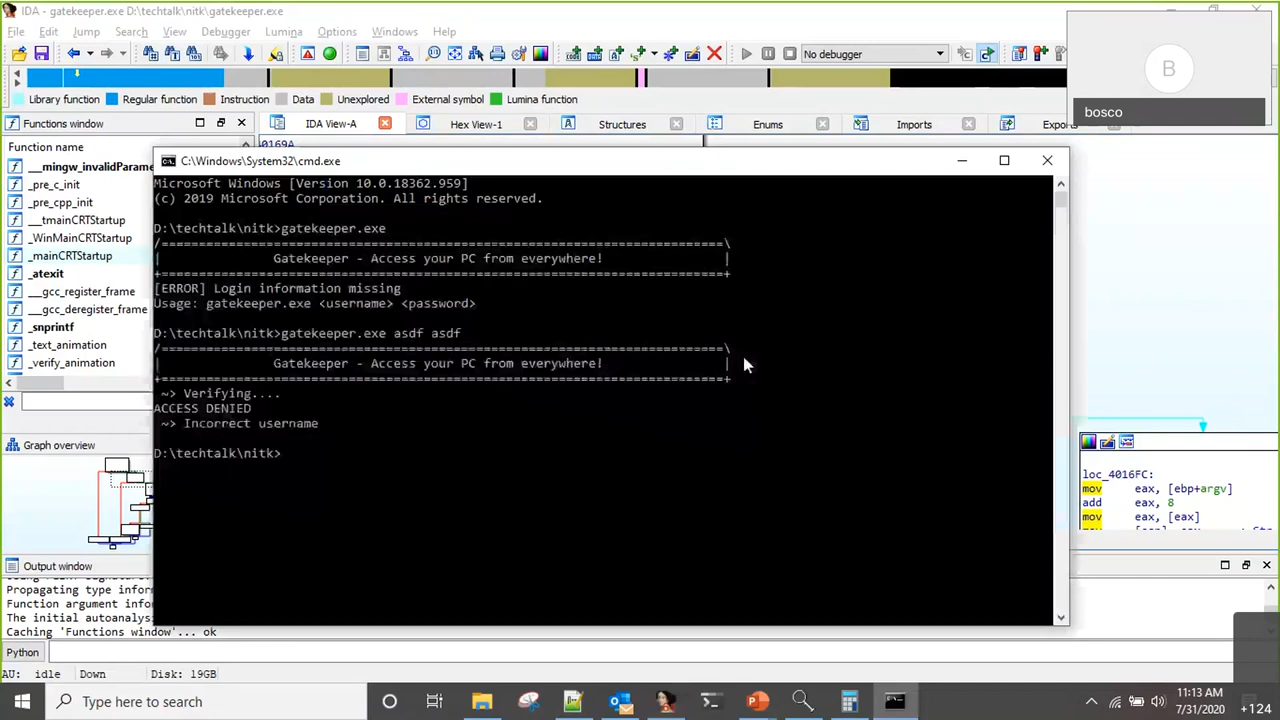 IDA - gatekeeper.exe D:\techtalk\nitk\gatekeeper.exe
File Edit Jump Search View Debugger Lumina Options Windows Help
No debugger
Library function Regular function Instruction Data Unexplored External symbol Lumina function
B
bosco
Functions window
IDA View-A Hex View-1 Structures Enums Imports Exports
Function name
__mingw_invalidParame
_pre_c_init
_pre_cpp_init
__tmainCRTStartup
_WinMainCRTStartup
_mainCRTStartup
_atexit
__gcc_register_frame
__gcc_deregister_frame
_snprintf
_text_animation
_verify_animation
Graph overview
0169A
C:\Windows\System32\cmd.exe
Microsoft Windows [Version 10.0.18362.959]
(c) 2019 Microsoft Corporation. All rights reserved.
D:\techtalk\nitk>gatekeeper.exe
Gatekeeper - Access your PC from everywhere!
[ERROR] Login information missing
Usage: gatekeeper.exe <username> <password>
D:\techtalk\nitk>gatekeeper.exe asdf asdf
Gatekeeper - Access your PC from everywhere!
~> Verifying....
ACCESS DENIED
~> Incorrect username
D:\techtalk\nitk>
loc_4016FC:
mov eax, [ebp+argv]
add eax, 8
mov eax, [eax]
Output window
Propagating type infor
Function argument info
The initial autoanalys
Caching 'Functions window'... ok
Python
AU: idle Down Disk: 19GB
Type here to search
11:13 AM
7/31/2020
+124